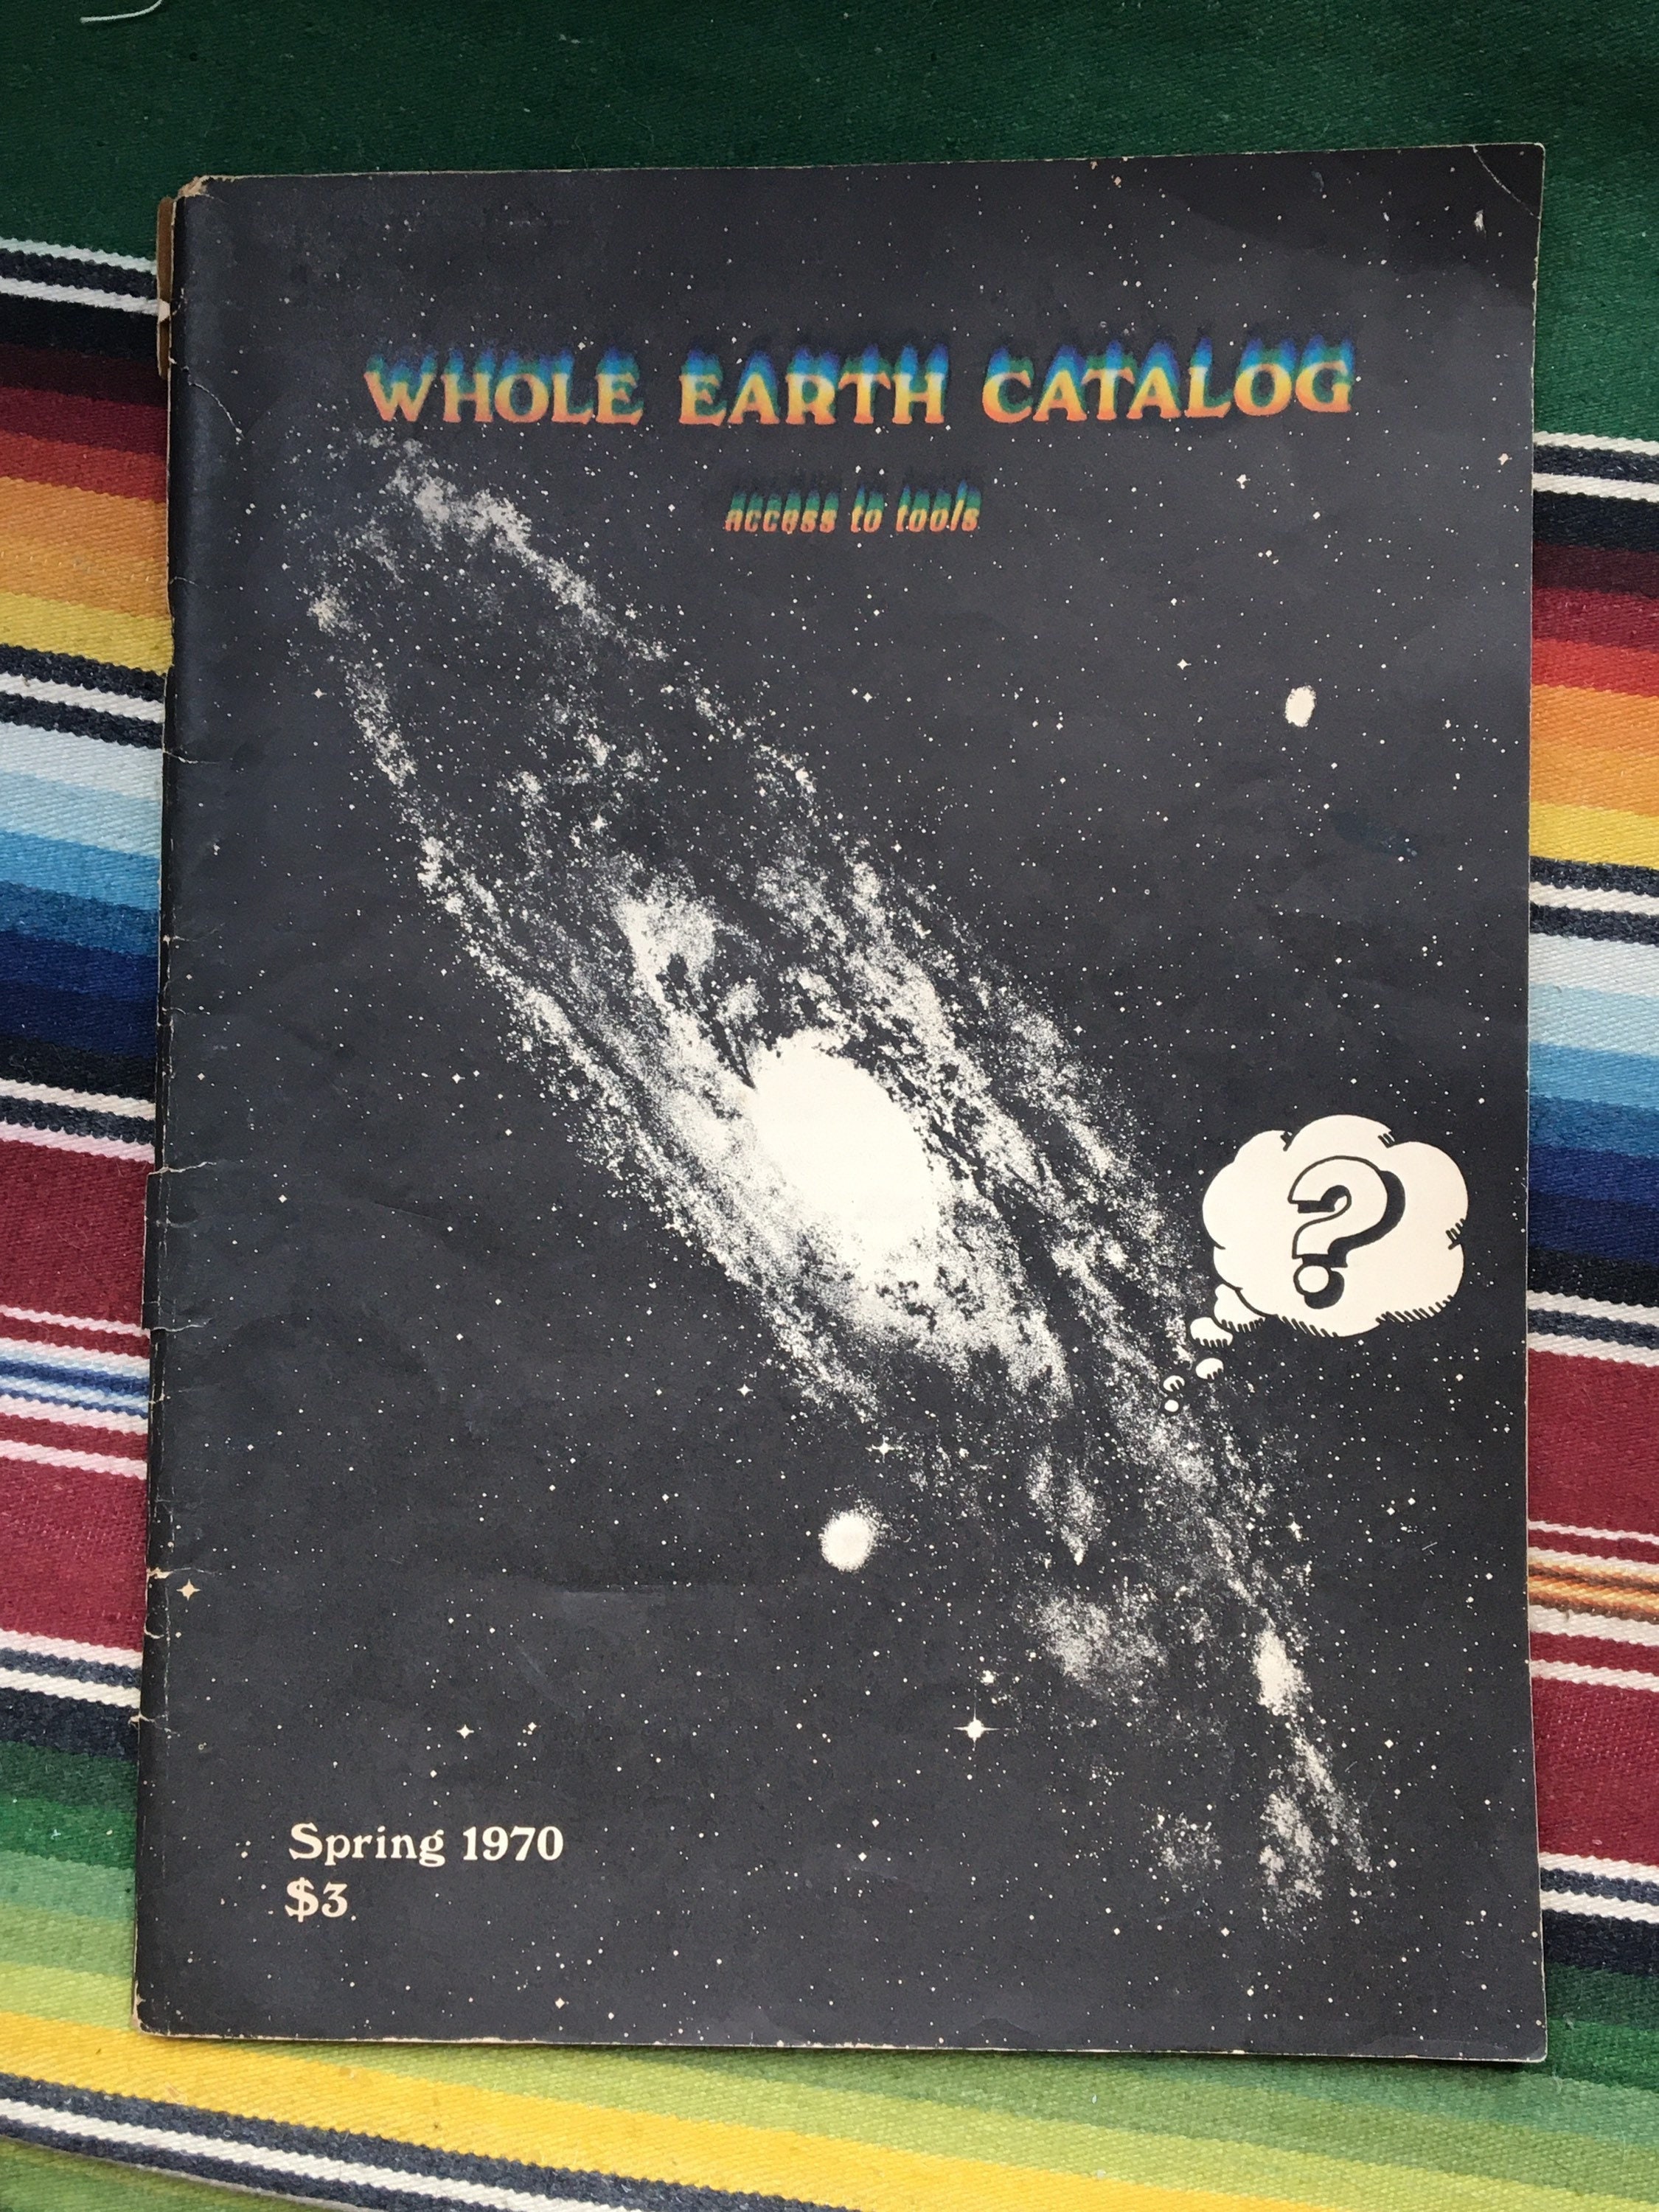 WHOLE EARTH CATALOG
access to tools
?
Spring 1970
$3